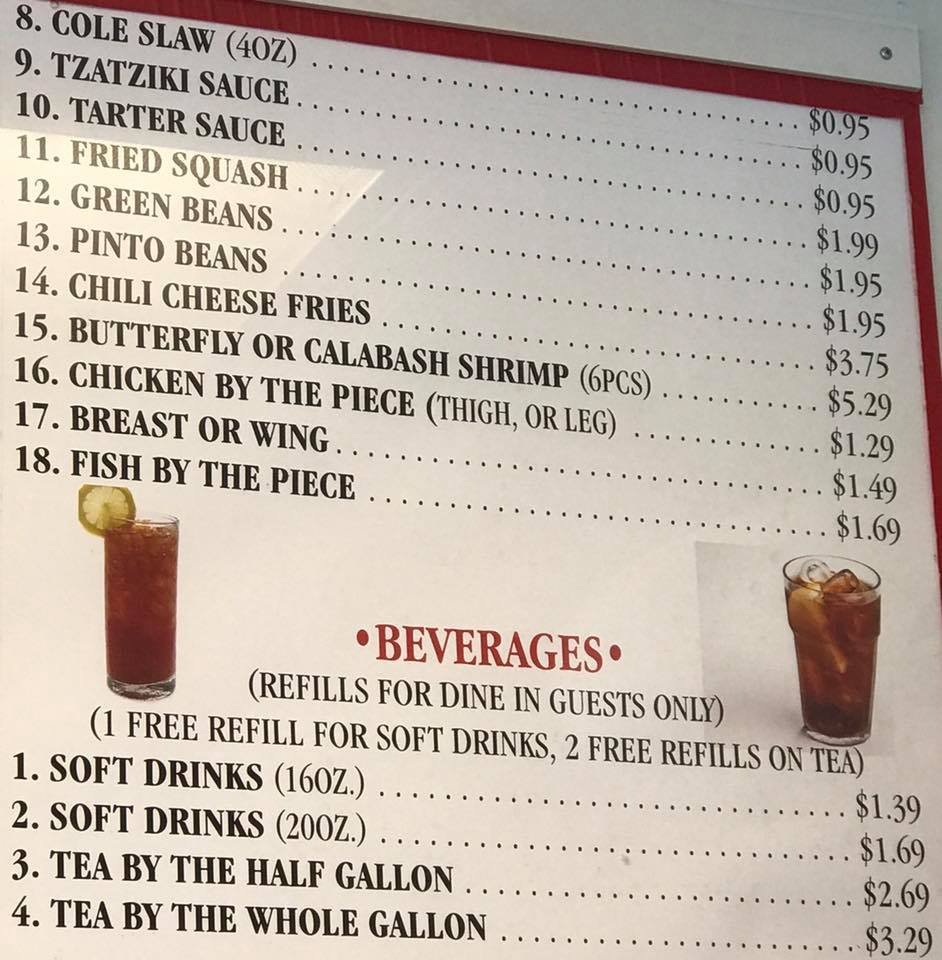 8. COLE SLAW (4OZ) . . . . . . . . . . . . . . . . . . . . . . . . . . . . . . $0.95
9. TZATZIKI SAUCE . . . . . . . . . . . . . . . . . . . . . . . . . . . . . . $0.95
10. TARTER SAUCE . . . . . . . . . . . . . . . . . . . . . . . . . . . . . . $0.95
11. FRIED SQUASH . . . . . . . . . . . . . . . . . . . . . . . . . . . . . . $1.99
12. GREEN BEANS . . . . . . . . . . . . . . . . . . . . . . . . . . . . . . $1.95
13. PINTO BEANS . . . . . . . . . . . . . . . . . . . . . . . . . . . . . . $1.95
14. CHILI CHEESE FRIES . . . . . . . . . . . . . . . . . . . . . . . . . $3.75
15. BUTTERFLY OR CALABASH SHRIMP (6PCS) . . . . . . . . . . $5.29
16. CHICKEN BY THE PIECE (THIGH, OR LEG) . . . . . . . . . . . $1.29
17. BREAST OR WING . . . . . . . . . . . . . . . . . . . . . . . . . . . . $1.49
18. FISH BY THE PIECE . . . . . . . . . . . . . . . . . . . . . . . . . . $1.69
•BEVERAGES•
(REFILLS FOR DINE IN GUESTS ONLY)
(1 FREE REFILL FOR SOFT DRINKS, 2 FREE REFILLS ON TEA)
1. SOFT DRINKS (16OZ.) . . . . . . . . . . . . . . . . . . . . . . . . . . $1.39
2. SOFT DRINKS (20OZ.) . . . . . . . . . . . . . . . . . . . . . . . . . . $1.69
3. TEA BY THE HALF GALLON . . . . . . . . . . . . . . . . . . . . . $2.69
4. TEA BY THE WHOLE GALLON . . . . . . . . . . . . . . . . . . . $3.29